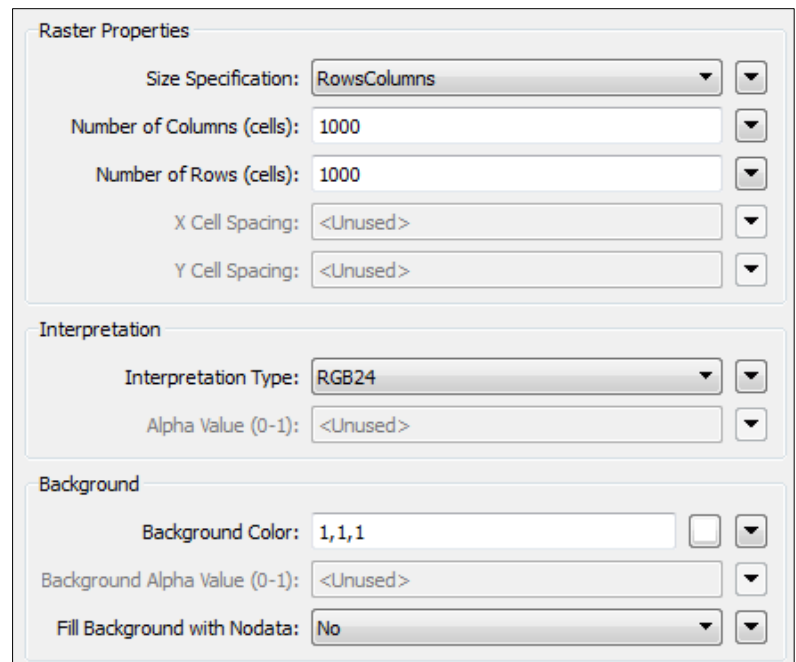 Raster Properties
Size Specification: RowsColumns
Number of Columns (cells): 1000
Number of Rows (cells): 1000
X Cell Spacing: <Unused>
Y Cell Spacing: <Unused>
Interpretation
Interpretation Type: RGB24
Alpha Value (0-1): <Unused>
Background
Background Color: 1,1,1
Background Alpha Value (0-1): <Unused>
Fill Background with Nodata: No